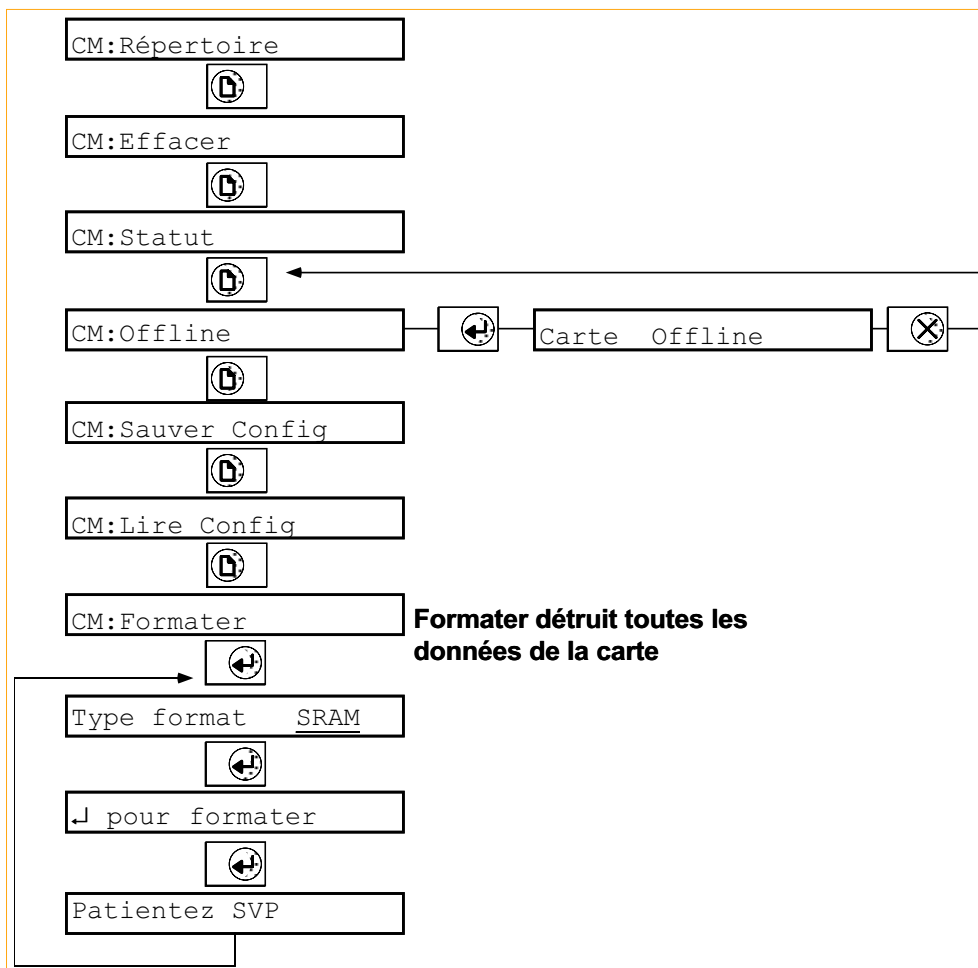 CM:Répertoire
CM:Effacer
CM:Statut
CM:Offline
Carte Offline
CM:Sauver Config
CM:Lire Config
CM:Formater
Formater détruit toutes les
données de la carte
Type format SRAM
↵ pour formater
Patientez SVP